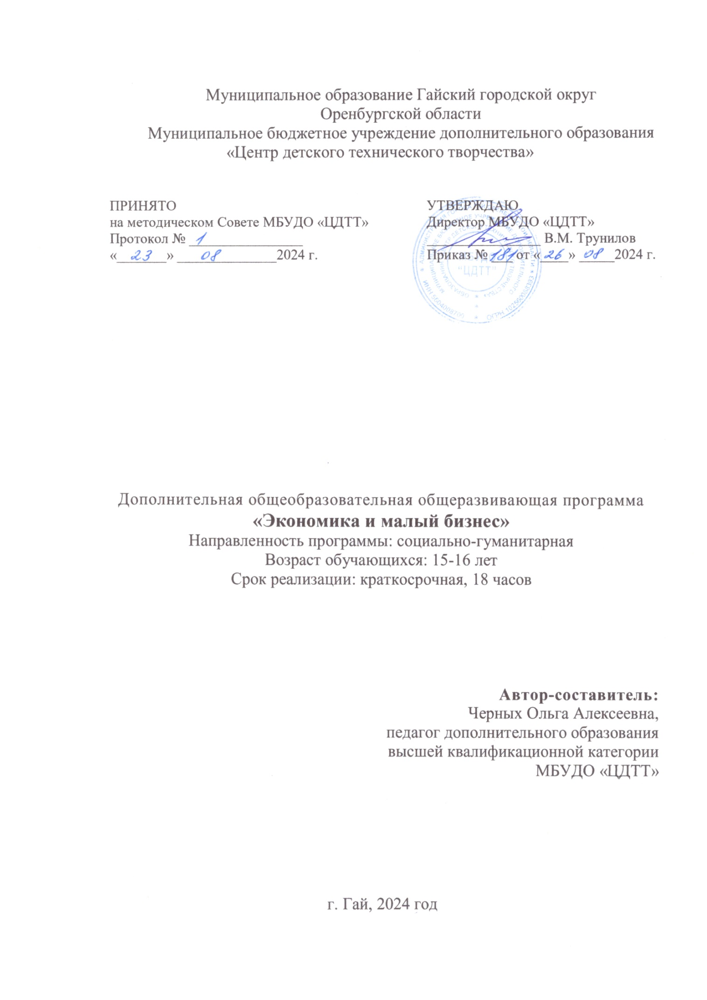 Муниципальное образование Гайский городской округ
Оренбургской области
Муниципальное бюджетное учреждение дополнительного образования
«Центр детского технического творчества»
ПРИНЯТО
на методическом Совете МБУДО «ЦДТТ»
Протокол № 1
«23» 08 2024 г.
УТВЕРЖДАЮ
Директор МБУДО «ЦДТТ»
В.М. Трунилов
Приказ № 181 от «26» 08 2024 г.
"ЦДТТ"
Дополнительная общеобразовательная общеразвивающая программа
«Экономика и малый бизнес»
Направленность программы: социально-гуманитарная
Возраст обучающихся: 15-16 лет
Срок реализации: краткосрочная, 18 часов
Автор-составитель:
Черных Ольга Алексеевна,
педагог дополнительного образования
высшей квалификационной категории
МБУДО «ЦДТТ»
г. Гай, 2024 год